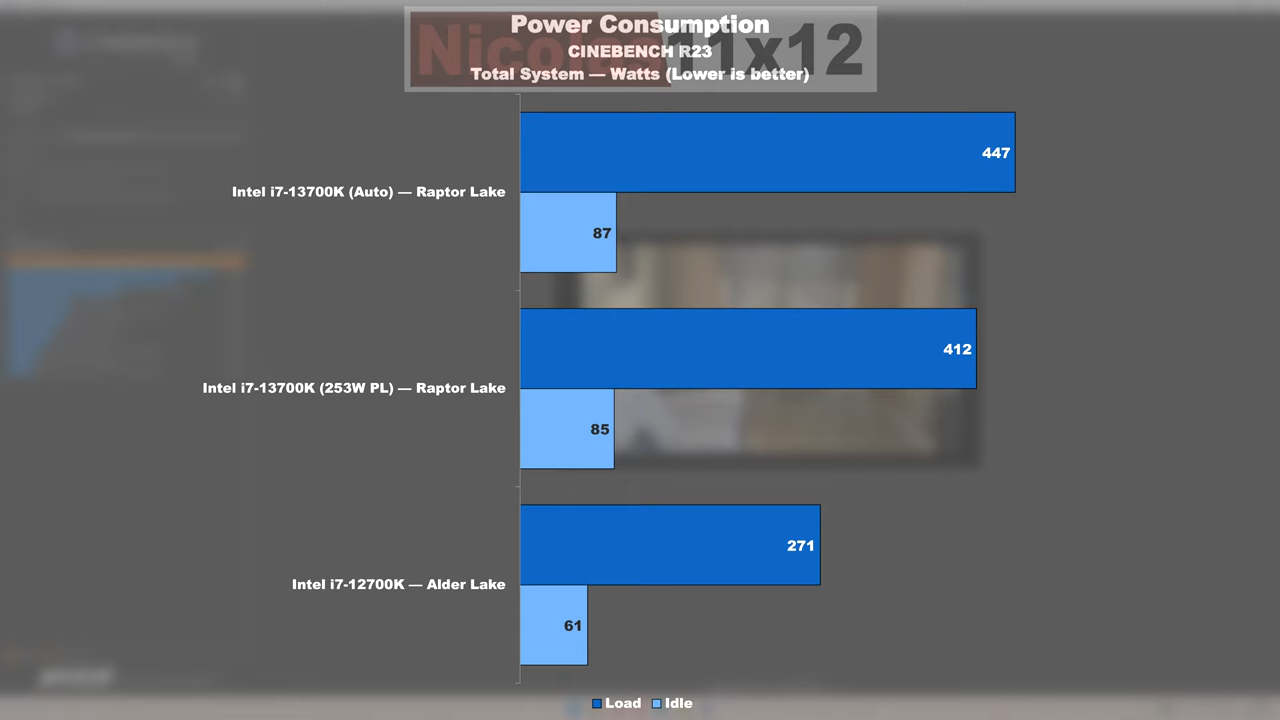 Power Consumption
CINEBENCH R23
Total System — Watts (Lower is better)
Nicolas11x12
447
Intel i7-13700K (Auto) — Raptor Lake
87
412
Intel i7-13700K (253W PL) — Raptor Lake
85
271
Intel i7-12700K — Alder Lake
61
Load Idle